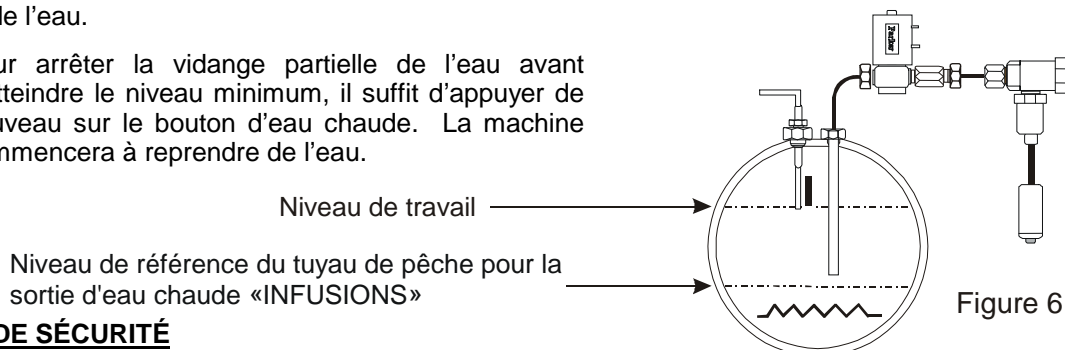 de l'eau.
ur arrêter la vidange partielle de l'eau avant
tteindre le niveau minimum, il suffit d'appuyer de
uveau sur le bouton d'eau chaude. La machine
mmencera à reprendre de l'eau.
Niveau de travail
Niveau de référence du tuyau de pêche pour la
sortie d'eau chaude «INFUSIONS»
Figure 6
DE SÉCURITÉ
Parker